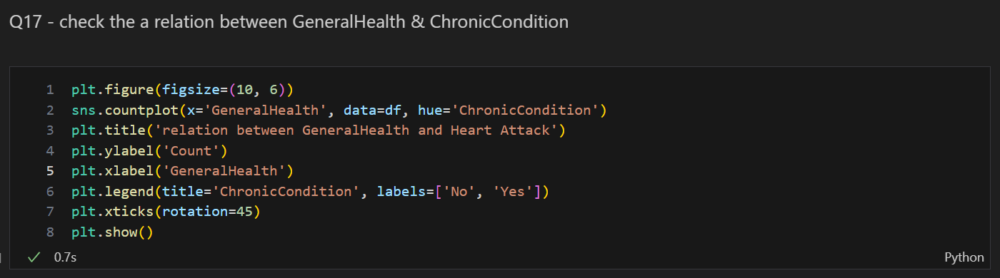 Q17 - check the a relation between GeneralHealth & ChronicCondition
1 plt.figure(figsize=(10, 6))
2 sns.countplot(x='GeneralHealth', data=df, hue='ChronicCondition')
3 plt.title('relation between GeneralHealth and Heart Attack')
4 plt.ylabel('Count')
5 plt.xlabel('GeneralHealth')
6 plt.legend(title='ChronicCondition', labels=['No', 'Yes'])
7 plt.xticks(rotation=45)
8 plt.show()
✓ 0.7s Python